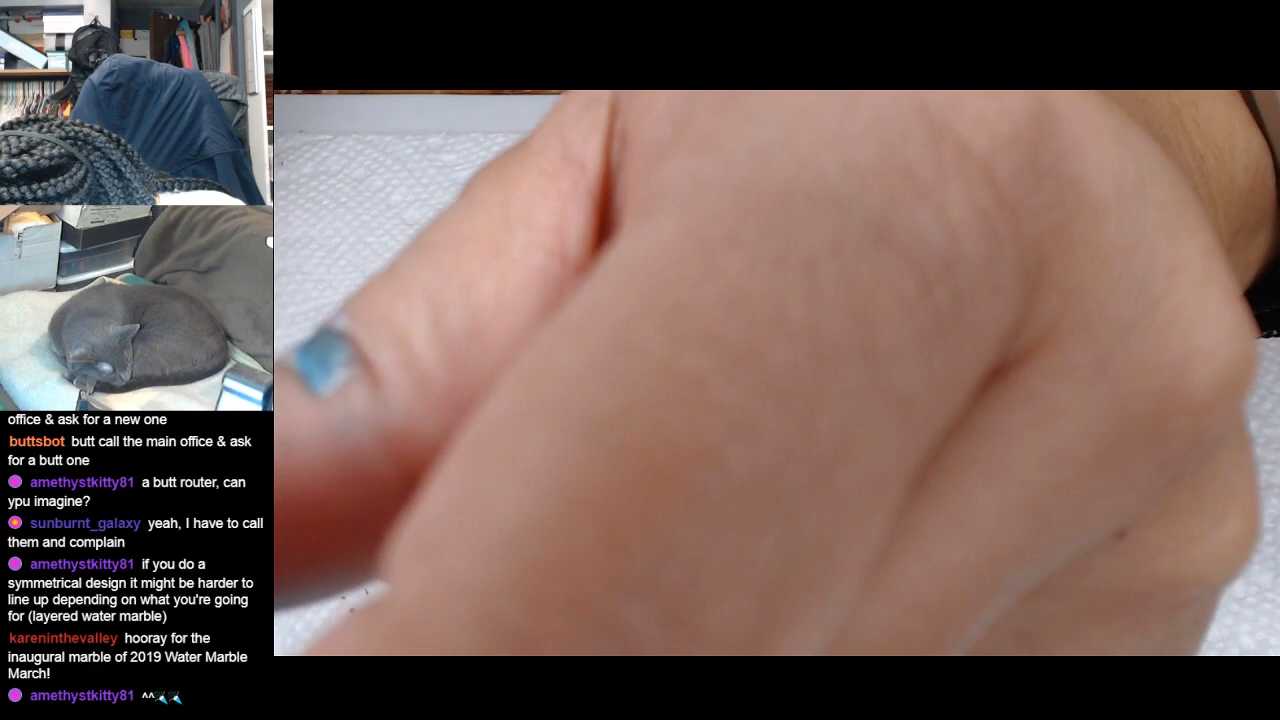 office & ask for a new one
buttsbot butt call the main office & ask
for a butt one
amethystkitty81 a butt router, can
ypu imagine?
sunburnt_galaxy yeah, I have to call
them and complain
amethystkitty81 if you do a
symmetrical design it might be harder to
line up depending on what you're going
for (layered water marble)
kareninthevalley hooray for the
inaugural marble of 2019 Water Marble
March!
amethystkitty81 ^^